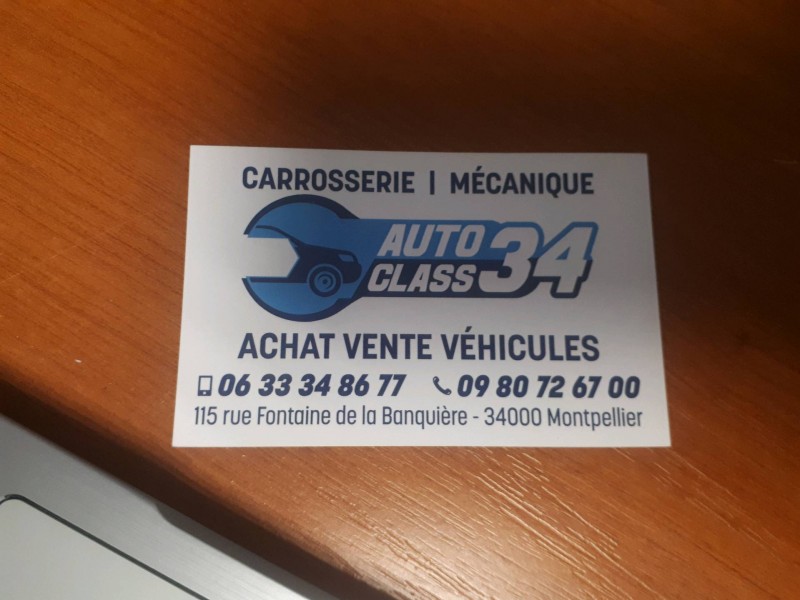 CARROSSERIE | MÉCANIQUE
AUTO
CLASS 34
ACHAT VENTE VÉHICULES
06 33 34 86 77 09 80 72 67 00
115 rue Fontaine de la Banquière - 34000 Montpellier